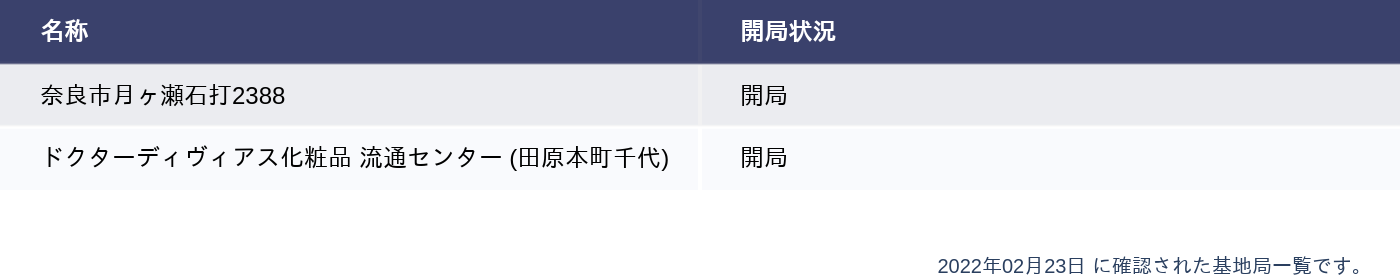 名称 開局状況
奈良市月ヶ瀬石打2388 開局
ドクターディヴィアス化粧品 流通センター (田原本町千代) 開局
2022年02月23日 に確認された基地局一覧です。